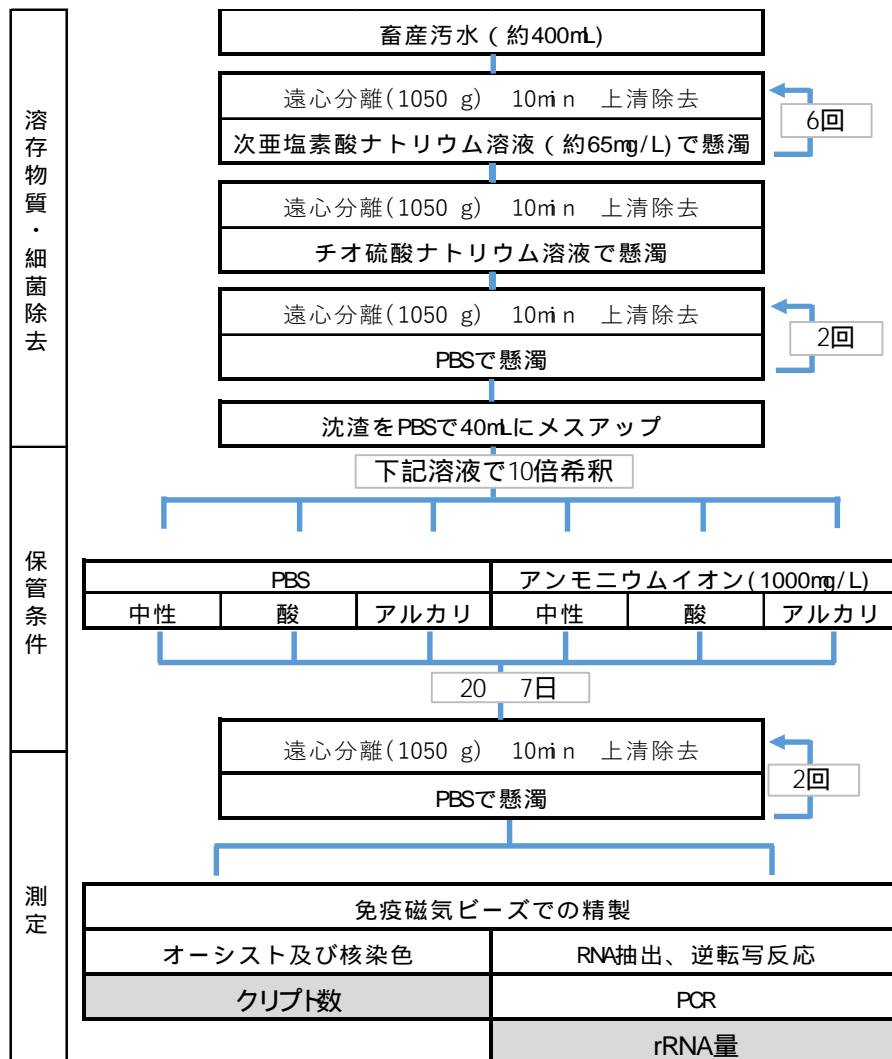 畜産汚水(約400mL)
溶存物質・細菌除去
遠心分離(1050 g) 10min 上清除去
次亜塩素酸ナトリウム溶液(約65mg/L)で懸濁
6回
遠心分離(1050 g) 10min 上清除去
チオ硫酸ナトリウム溶液で懸濁
遠心分離(1050 g) 10min 上清除去
PBSで懸濁
2回
沈渣をPBSで40mLにメスアップ
下記溶液で10倍希釈
保管条件
PBS アンモニウムイオン(1000mg/L)
中性 酸 アルカリ 中性 酸 アルカリ
20 7日
測定
遠心分離(1050 g) 10min 上清除去
PBSで懸濁
2回
免疫磁気ビーズでの精製
オーシスト及び核染色 RNA抽出、逆転写反応
クリプト数 PCR
rRNA量